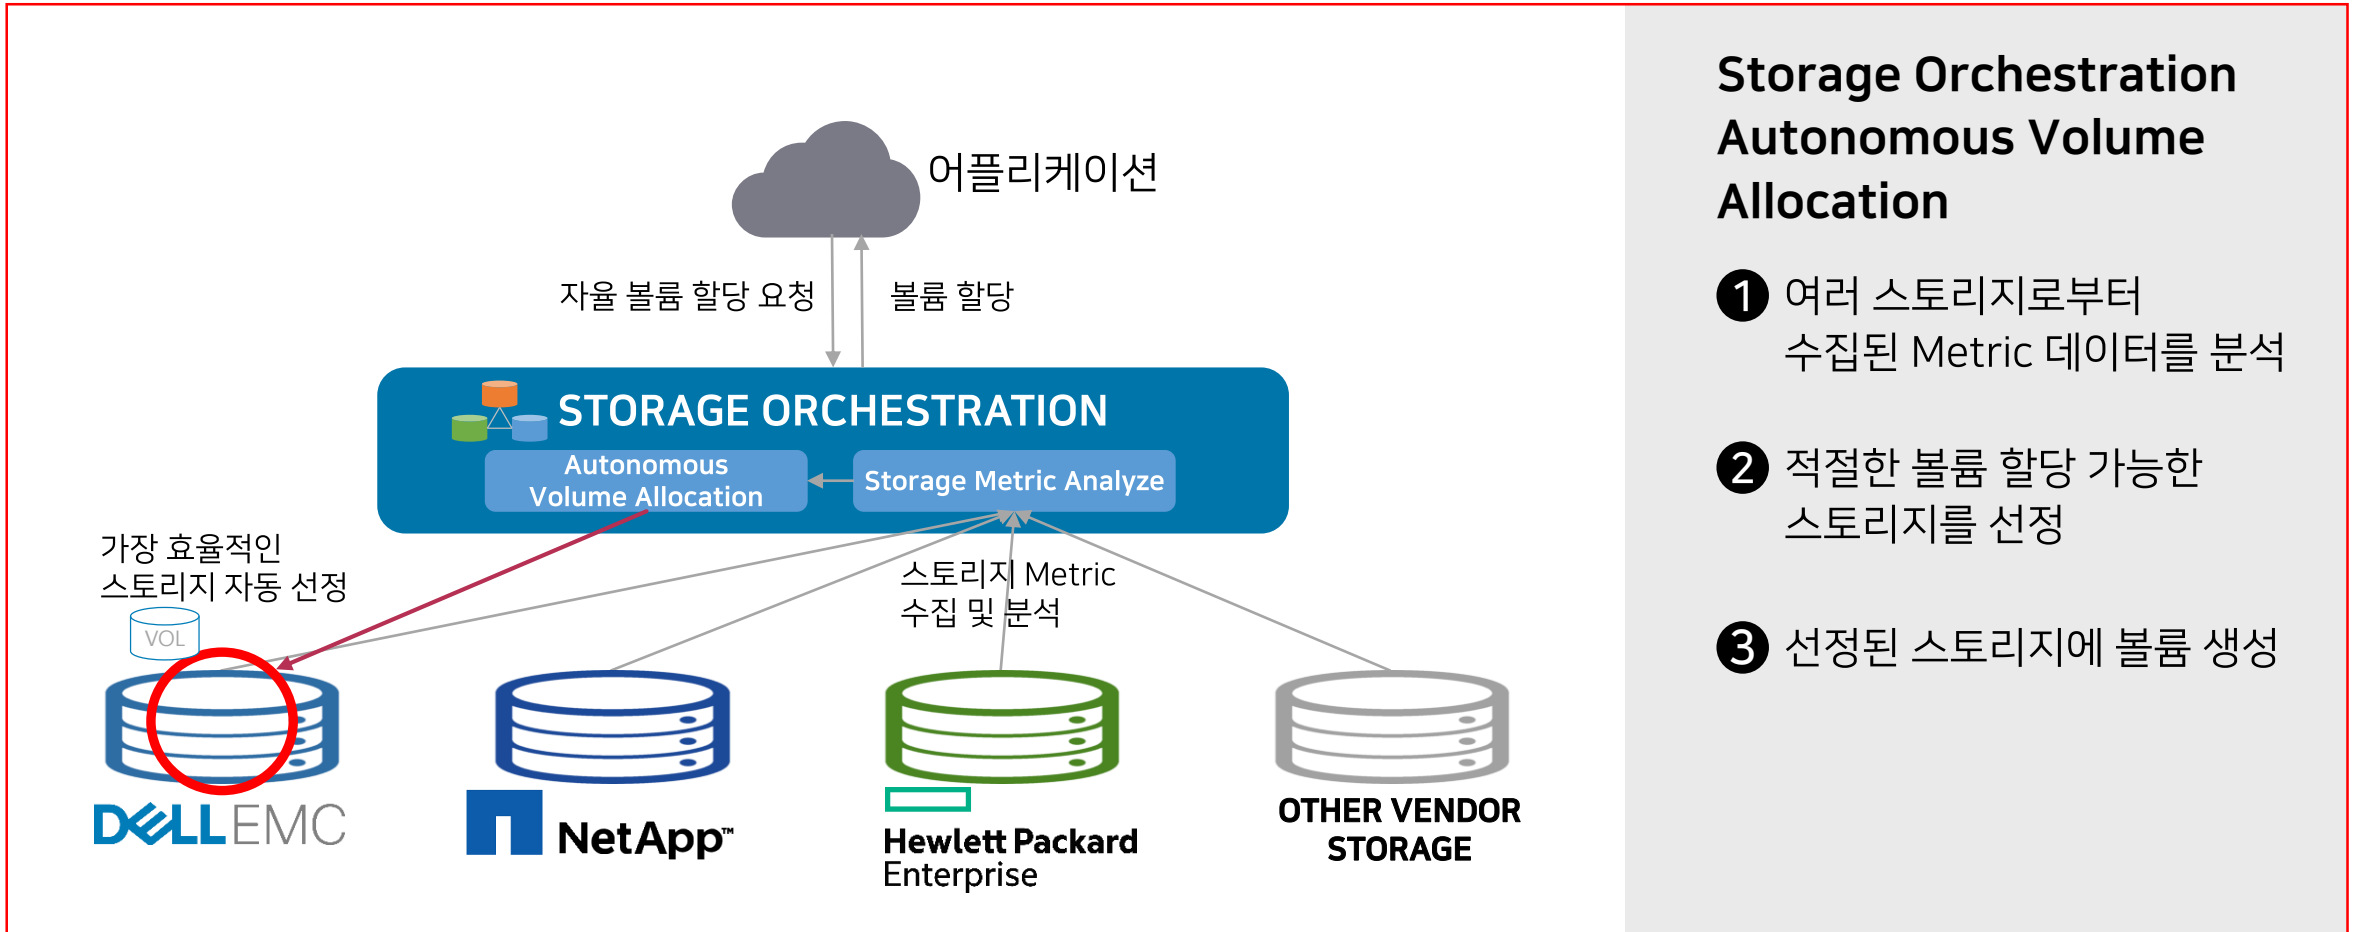 어플리케이션
자율 볼륨 할당 요청
볼륨 할당
STORAGE ORCHESTRATION
Autonomous
Volume Allocation
Storage Metric Analyze
가장 효율적인
스토리지 자동 선정
스토리지 Metric
수집 및 분석
VOL
DELLEMC
NetApp™
Hewlett Packard
Enterprise
OTHER VENDOR
STORAGE
Storage Orchestration
Autonomous Volume
Allocation
❶ 여러 스토리지로부터
수집된 Metric 데이터를 분석
❷ 적절한 볼륨 할당 가능한
스토리지를 선정
❸ 선정된 스토리지에 볼륨 생성